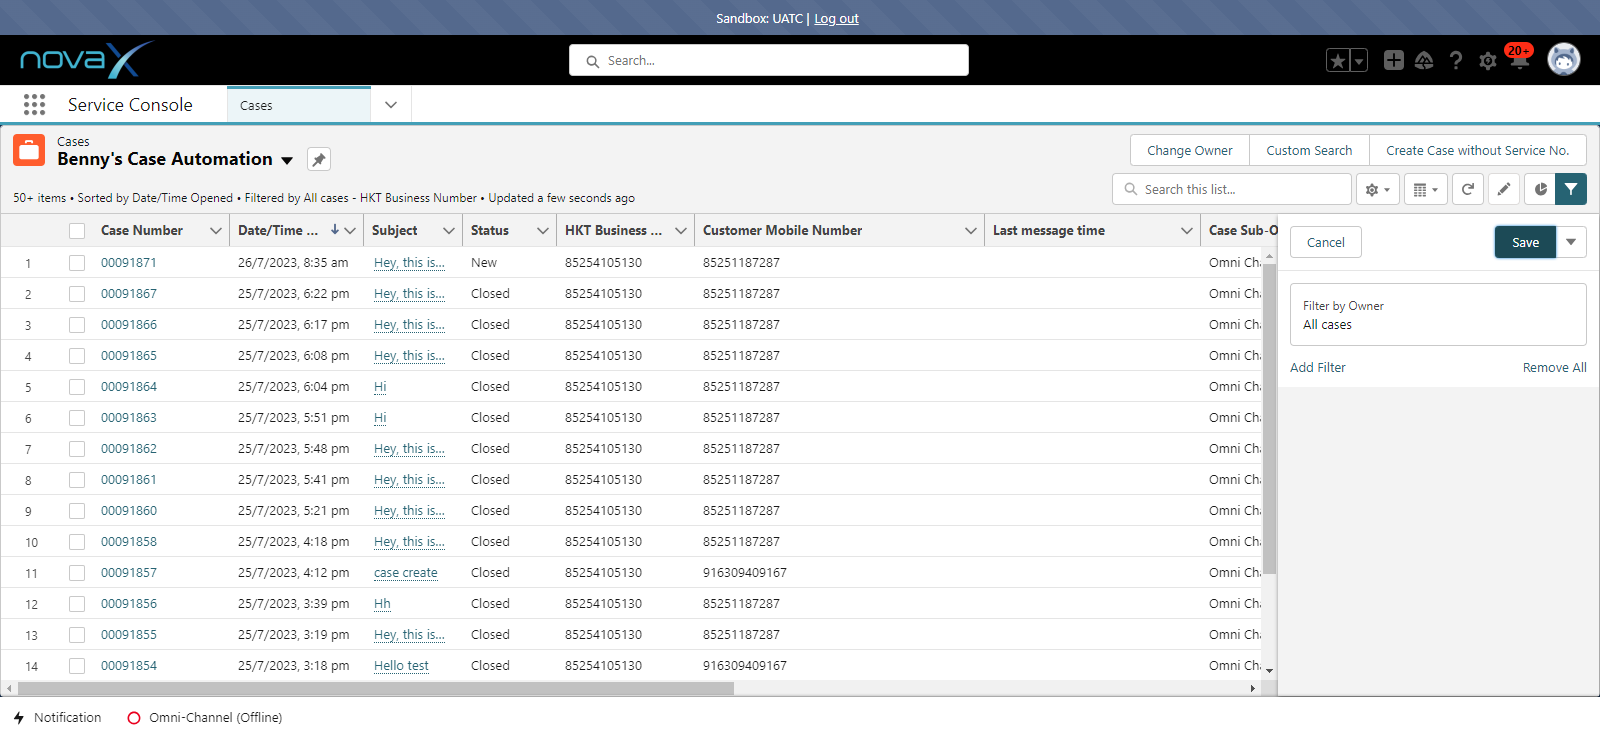 Sandbox: UATC | Log out
novaX
Search...
20+
Service Console
Cases
Cases
Benny's Case Automation
Change Owner
Custom Search
Create Case without Service No.
50+ items • Sorted by Date/Time Opened • Filtered by All cases - HKT Business Number • Updated a few seconds ago
Search this list...
Case Number Date/Time ... Subject Status HKT Business ... Customer Mobile Number Last message time Case Sub-O
1 00091871 26/7/2023, 8:35 am Hey, this is... New 85254105130 85251187287 Omni Cha
2 00091867 25/7/2023, 6:22 pm Hey, this is... Closed 85254105130 85251187287 Omni Cha
3 00091866 25/7/2023, 6:17 pm Hey, this is... Closed 85254105130 85251187287 Omni Cha
4 00091865 25/7/2023, 6:08 pm Hey, this is... Closed 85254105130 85251187287 Omni Cha
5 00091864 25/7/2023, 6:04 pm Hi Closed 85254105130 85251187287 Omni Cha
6 00091863 25/7/2023, 5:51 pm Hi Closed 85254105130 85251187287 Omni Cha
7 00091862 25/7/2023, 5:48 pm Hey, this is... Closed 85254105130 85251187287 Omni Cha
8 00091861 25/7/2023, 5:41 pm Hey, this is... Closed 85254105130 85251187287 Omni Cha
9 00091860 25/7/2023, 5:21 pm Hey, this is... Closed 85254105130 85251187287 Omni Cha
10 00091858 25/7/2023, 4:18 pm Hey, this is... Closed 85254105130 85251187287 Omni Cha
11 00091857 25/7/2023, 4:12 pm case create Closed 85254105130 916309409167 Omni Cha
12 00091856 25/7/2023, 3:39 pm Hh Closed 85254105130 85251187287 Omni Cha
13 00091855 25/7/2023, 3:19 pm Hey, this is... Closed 85254105130 85251187287 Omni Cha
14 00091854 25/7/2023, 3:18 pm Hello test Closed 85254105130 916309409167 Omni Cha
Cancel
Save
Filter by Owner
All cases
Add Filter
Remove All
Notification
Omni-Channel (Offline)